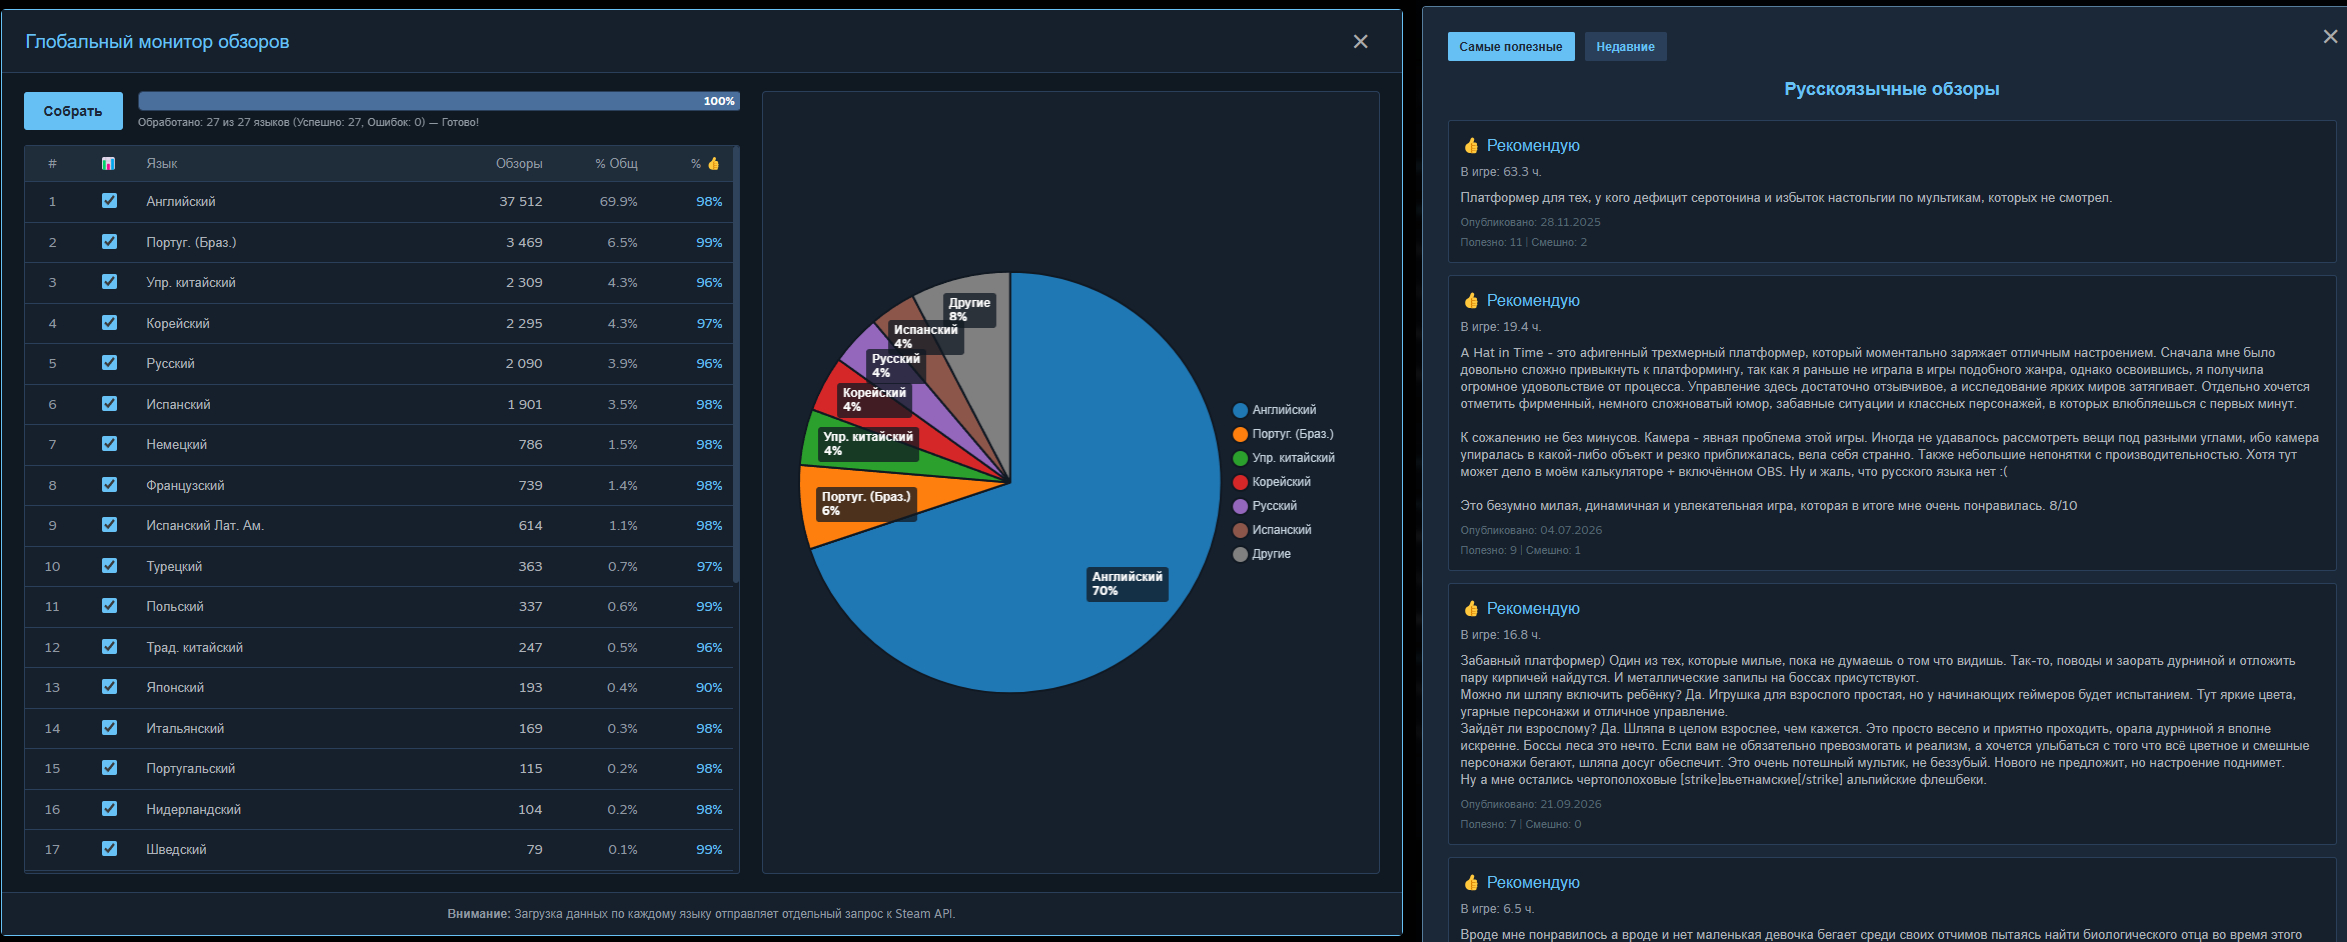 Глобальный монитор обзоров
Собрать
100%
Обработано: 27 из 27 языков (Успешно: 27, Ошибок: 0) — Готово!
# Язык Обзоры % Общ %
1 Английский 37 512 69.9% 98%
2 Португ. (Браз.) 3 469 6.5% 99%
3 Упр. китайский 2 309 4.3% 96%
4 Корейский 2 295 4.3% 97%
5 Русский 2 090 3.9% 96%
6 Испанский 1 901 3.5% 98%
7 Немецкий 786 1.5% 98%
8 Французский 739 1.4% 98%
9 Испанский Лат. Ам. 614 1.1% 98%
10 Турецкий 363 0.7% 97%
11 Польский 337 0.6% 99%
12 Трад. китайский 247 0.5% 96%
13 Японский 193 0.4% 90%
14 Итальянский 169 0.3% 98%
15 Португальский 115 0.2% 98%
16 Нидерландский 104 0.2% 98%
17 Шведский 79 0.1% 99%
Другие
8%
Испанский
4%
Русский
4%
Корейский
4%
Упр. китайский
4%
Португ. (Браз.)
6%
Английский
70%
Английский
Португ. (Браз.)
Упр. китайский
Корейский
Русский
Испанский
Другие
Внимание: Загрузка данных по каждому языку отправляет отдельный запрос к Steam API.
Самые полезные
Недавние
Русскоязычные обзоры
Рекомендую
В игре: 63.3 ч.
Платформер для тех, у кого дефицит серотонина и избыток настольгии по мультикам, которых не смотрел.
Опубликовано: 28.11.2025
Полезно: 11 | Смешно: 2
Рекомендую
В игре: 19.4 ч.
A Hat in Time - это афигенный трехмерный платформер, который моментально заряжает отличным настроением. Сначала мне было
довольно сложно привыкнуть к платформингу, так как я раньше не играла в игры подобного жанра, однако освоившись, я получила
огромное удовольствие от процесса. Управление здесь достаточно отзывчивое, а исследование ярких миров затягивает. Отдельно хочется
отметить фирменный, немного сложноватый юмор, забавные ситуации и классных персонажей, в которых влюбляешься с первых минут.
К сожалению не без минусов. Камера - явная проблема этой игры. Иногда не удавалось рассмотреть вещи под разными углами, ибо камера
упиралась в какой-либо объект и резко приближалась, вела себя странно. Также небольшие непонятки с производительностью. Хотя тут
может дело в моём калькуляторе + включённом OBS. Ну и жаль, что русского языка нет :(
Это безумно милая, динамичная и увлекательная игра, которая в итоге мне очень понравилась. 8/10
Опубликовано: 04.07.2026
Полезно: 9 | Смешно: 1
Рекомендую
В игре: 16.8 ч.
Забавный платформер) Один из тех, которые милые, пока не думаешь о том что видишь. Так-то, поводы и заорать дурниной и отложить
пару кирпичей найдутся. И металлические запилы на боссах присутствуют.
Можно ли шляпу включить ребёнку? Да. Игрушка для взрослого простая, но у начинающих геймеров будет испытанием. Тут яркие цвета,
угарные персонажи и отличное управление.
Зайдёт ли взрослому? Да. Шляпа в целом взрослее, чем кажется. Это просто весело и приятно проходить, орала дурниной я вполне
искренне. Боссы леса это нечто. Если вам не обязательно превозмогать и реализм, а хочется улыбаться с того что всё цветное и смешные
персонажи бегают, шляпа досуг обеспечит. Это очень потешный мультик, не беззубый. Нового не предложит, но настроение поднимет.
Ну а мне остались чертополоховые [strike]вьетнамские[/strike] альпийские флешбеки.
Опубликовано: 21.09.2026
Полезно: 7 | Смешно: 0
Рекомендую
В игре: 6.5 ч.
Вроде мне понравилось а вроде и нет маленькая девочка бегает среди своих отчимов пытаясь найти биологического отца во время этого